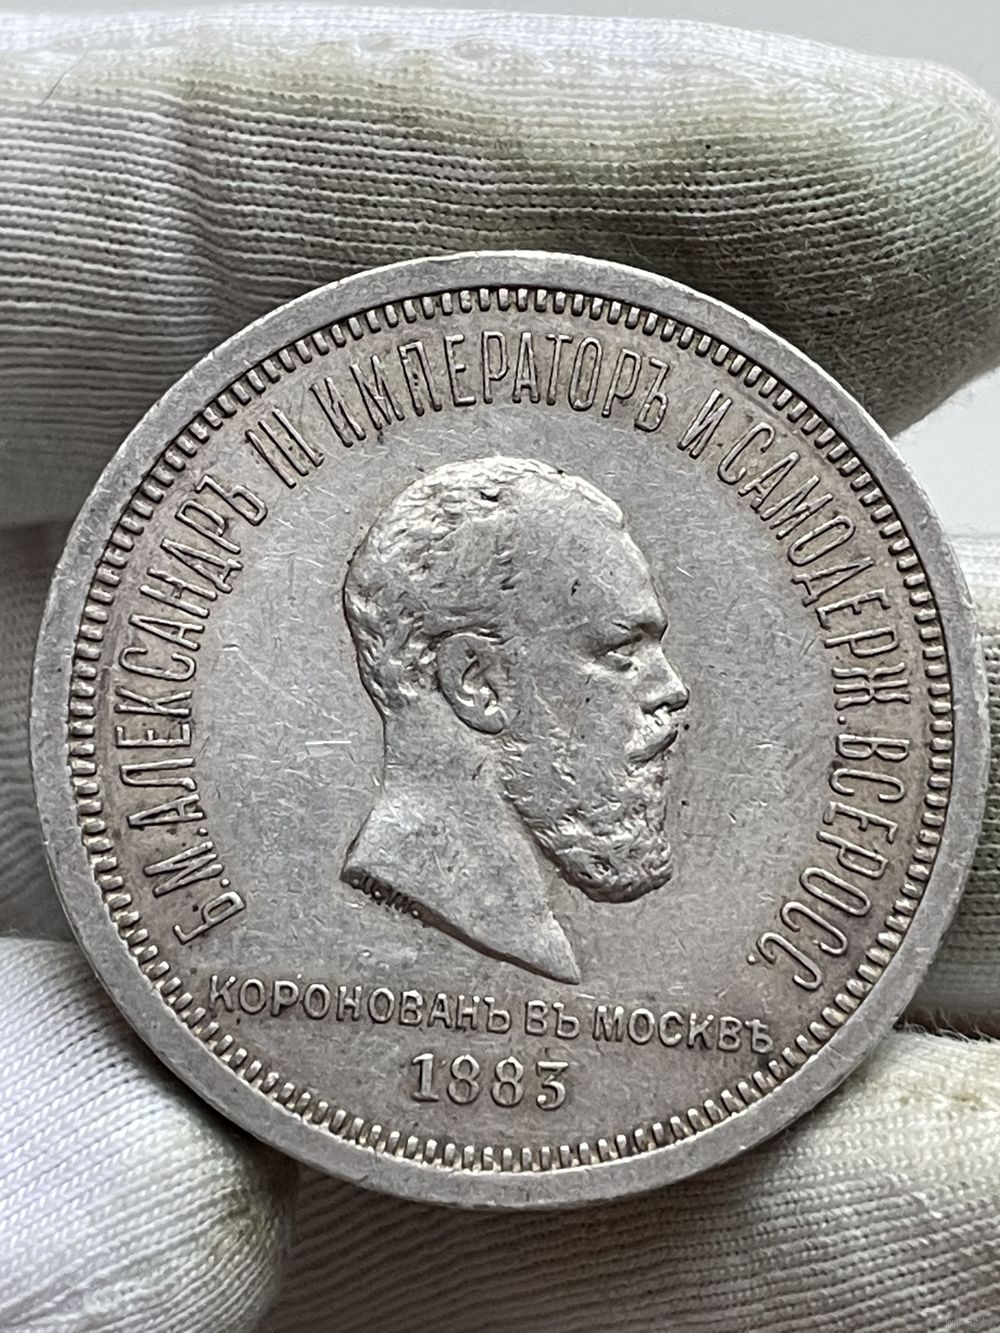 Б.М.АЛЕКСАНДРЪ III ИМПЕРАТОРЪ И САМОДЕРЖ.ВСЕРОСС.
КОРОНОВАНЪ ВЪ МОСКВѢ
1883